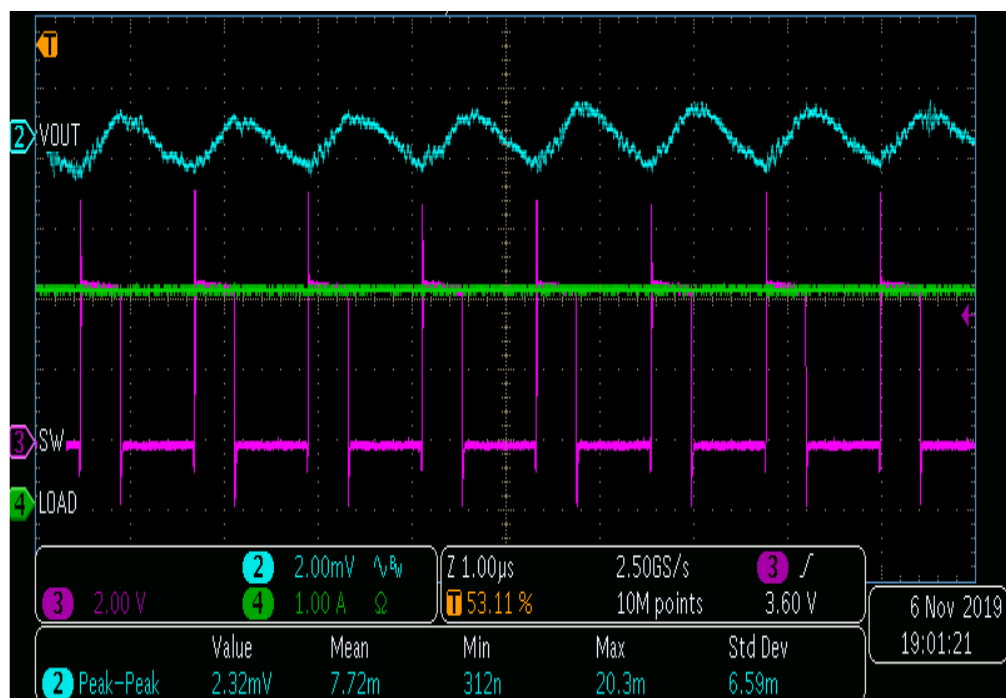 T
2 VOUT
3 SW
4 LOAD
2 2.00mV ∿ Bw
3 2.00 V 4 1.00 A Ω
Z 1.00µs 2.50GS/s 3 /
T 53.11 % 10M points 3.60 V
6 Nov 2019
19:01:21
Value Mean Min Max Std Dev
2 Peak-Peak 2.32mV 7.72m 312n 20.3m 6.59m